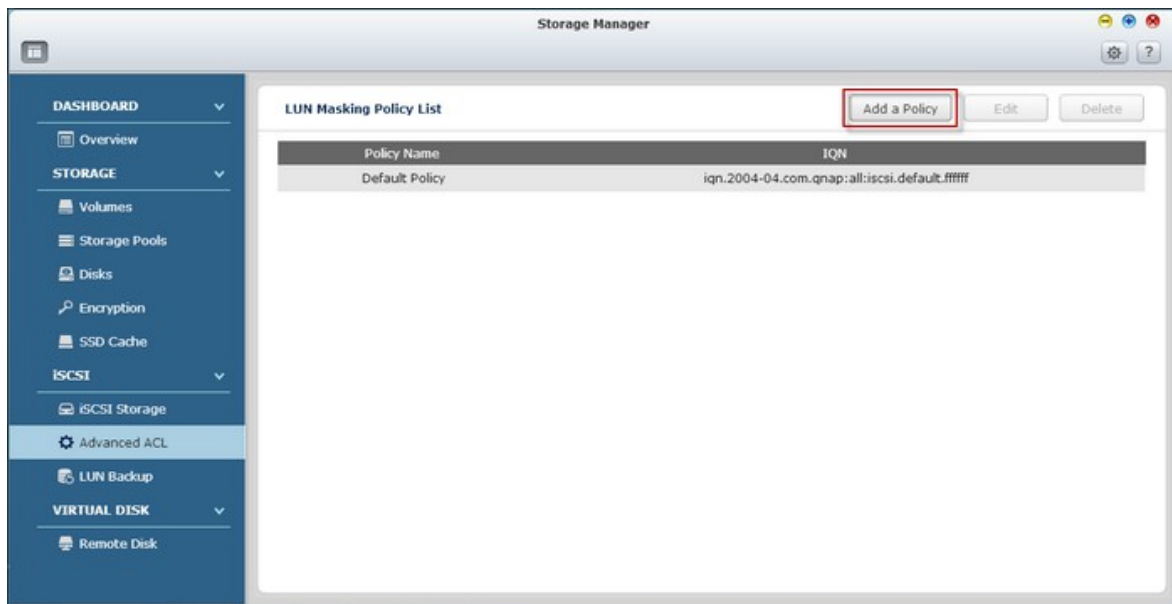 Storage Manager
?
DASHBOARD
Overview
STORAGE
Volumes
Storage Pools
Disks
Encryption
SSD Cache
iSCSI
iSCSI Storage
Advanced ACL
LUN Backup
VIRTUAL DISK
Remote Disk
LUN Masking Policy List
Add a Policy
Edit
Delete
Policy Name IQN
Default Policy iqn.2004-04.com.qnap:all:iscsi.default.ffffff